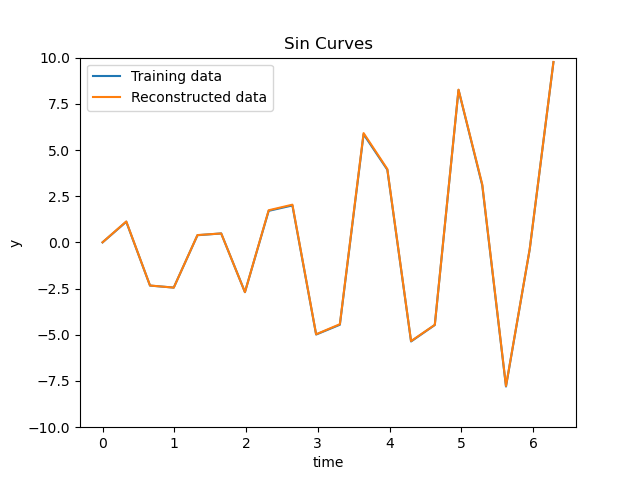 Sin Curves
Training data
Reconstructed data
10.0
7.5
5.0
2.5
0.0
−2.5
−5.0
−7.5
−10.0
y
0 1 2 3 4 5 6
time